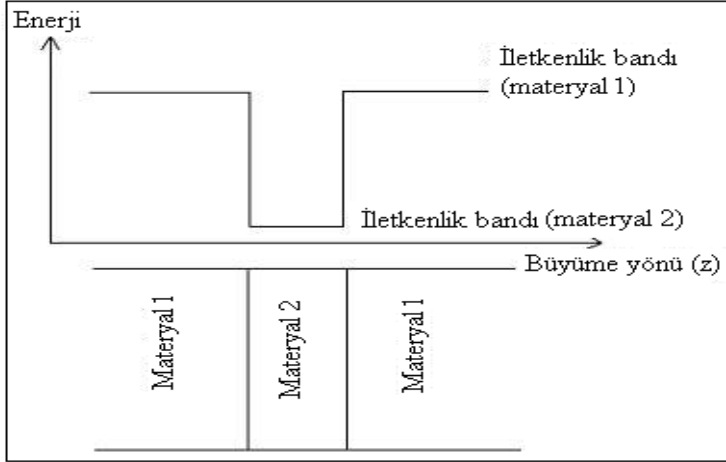 Enerji
İletkenlik bandı
(materyal 1)
İletkenlik bandı (materyal 2)
Büyüme yönü (z)
Materyal 1
Materyal 2
Materyal 1